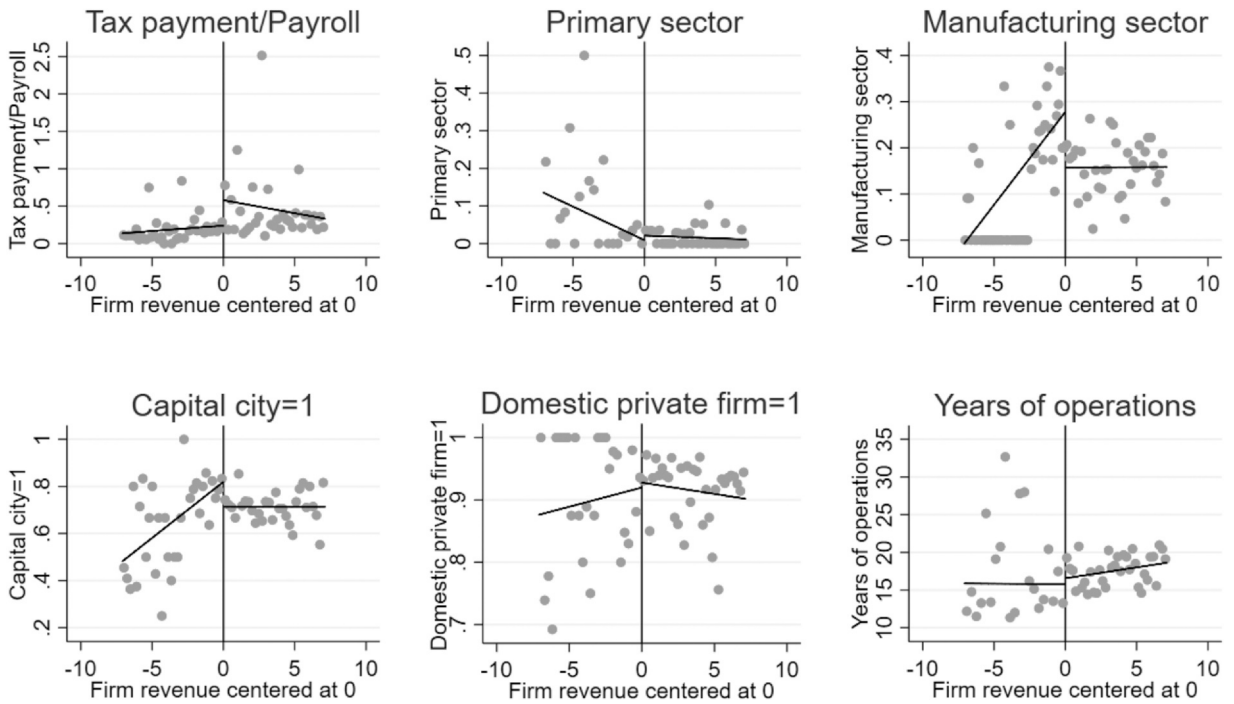 Tax payment/Payroll
Tax payment/Payroll
0 .5 1 1.5 2 2.5
-10 -5 0 5 10
Firm revenue centered at 0
Primary sector
Primary sector
0 .1 .2 .3 .4 .5
-10 -5 0 5 10
Firm revenue centered at 0
Manufacturing sector
Manufacturing sector
0 .1 .2 .3 .4
-10 -5 0 5 10
Firm revenue centered at 0
Capital city=1
Capital city=1
.2 .4 .6 .8 1
-10 -5 0 5 10
Firm revenue centered at 0
Domestic private firm=1
Domestic private firm=1
.7 .8 .9 1
-10 -5 0 5 10
Firm revenue centered at 0
Years of operations
Years of operations
10 15 20 25 30 35
-10 -5 0 5 10
Firm revenue centered at 0